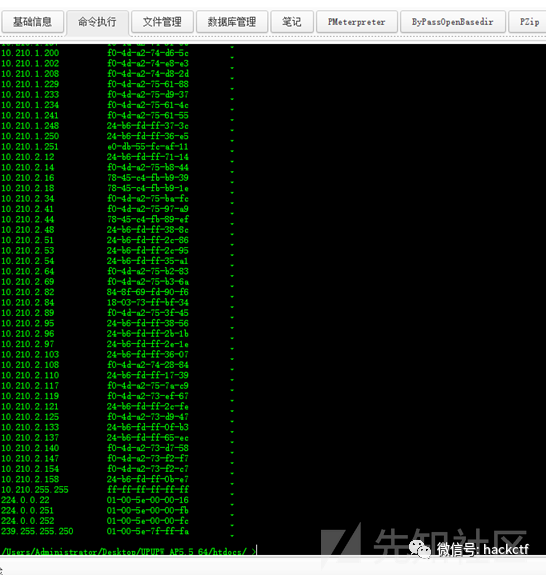 基础信息 命令执行 文件管理 数据库管理 笔记 PMeterpreter ByPassOpenBasedir PZip
10.210.1.200 f0-4d-a2-74-d6-5c
10.210.1.202 f0-4d-a2-74-e8-e3
10.210.1.208 f0-4d-a2-74-d8-2d
10.210.1.229 f0-4d-a2-75-61-88
10.210.1.233 f0-4d-a2-75-d9-37
10.210.1.234 f0-4d-a2-75-61-4c
10.210.1.241 f0-4d-a2-75-61-55
10.210.1.248 24-b6-fd-ff-37-3c
10.210.1.250 24-b6-fd-ff-36-e5
10.210.1.251 e0-db-55-fc-af-11
10.210.2.12 24-b6-fd-ff-71-14
10.210.2.14 f0-4d-a2-75-b8-44
10.210.2.16 78-45-c4-fb-b9-39
10.210.2.18 78-45-c4-fb-b9-1e
10.210.2.34 f0-4d-a2-75-ba-fc
10.210.2.41 f0-4d-a2-75-97-a9
10.210.2.44 78-45-c4-fb-89-ef
10.210.2.48 24-b6-fd-ff-38-8c
10.210.2.51 24-b6-fd-ff-2c-86
10.210.2.53 24-b6-fd-ff-2c-95
10.210.2.54 24-b6-fd-ff-35-a1
10.210.2.64 f0-4d-a2-75-b2-83
10.210.2.69 f0-4d-a2-75-b3-6a
10.210.2.82 84-8f-69-fd-90-f6
10.210.2.84 18-03-73-ff-bf-34
10.210.2.89 f0-4d-a2-75-3f-45
10.210.2.95 24-b6-fd-ff-38-56
10.210.2.96 24-b6-fd-ff-2b-1b
10.210.2.97 24-b6-fd-ff-2e-1e
10.210.2.103 24-b6-fd-ff-36-07
10.210.2.108 f0-4d-a2-74-28-84
10.210.2.110 24-b6-fd-ff-17-39
10.210.2.117 f0-4d-a2-75-7a-c9
10.210.2.119 f0-4d-a2-73-ef-67
10.210.2.121 24-b6-fd-ff-2c-fe
10.210.2.125 f0-4d-a2-73-d9-47
10.210.2.133 24-b6-fd-ff-0f-b3
10.210.2.137 24-b6-fd-ff-65-ec
10.210.2.140 f0-4d-a2-73-d7-58
10.210.2.147 f0-4d-a2-73-f2-f7
10.210.2.154 f0-4d-a2-73-f2-c7
10.210.2.158 24-b6-fd-ff-0b-e7
10.210.255.255 ff-ff-ff-ff-ff-ff
224.0.0.22 01-00-5e-00-00-16
224.0.0.251 01-00-5e-00-00-fb
224.0.0.252 01-00-5e-00-00-fc
239.255.255.250 01-00-5e-7f-ff-fa
/Users/Administrator/Desktop/UPUPW_AP5.5_64/htdocs/ >
先知社区
微信号: hackctf